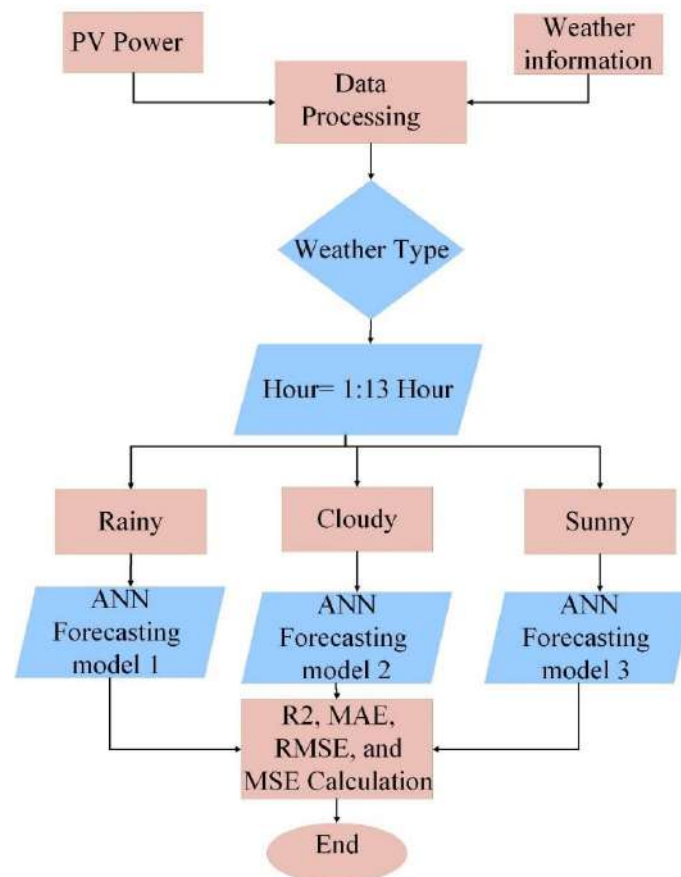 PV Power
Weather
information
Data
Processing
Weather Type
Hour= 1:13 Hour
Rainy
Cloudy
Sunny
ANN
Forecasting
model 1
ANN
Forecasting
model 2
ANN
Forecasting
model 3
R2, MAE,
RMSE, and
MSE Calculation
End